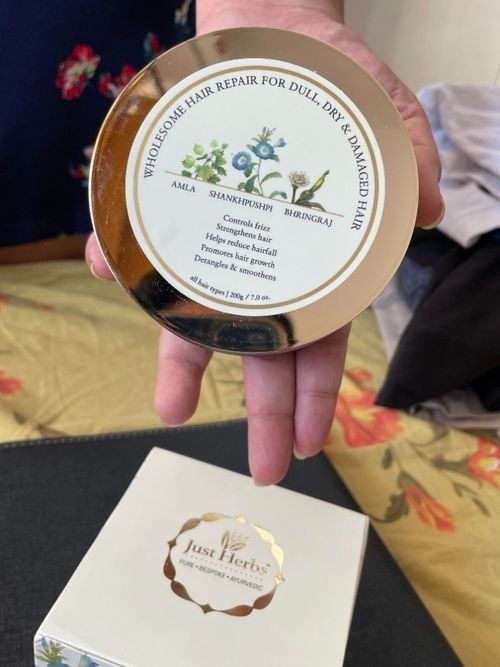 WHOLESOME HAIR REPAIR FOR DULL, DRY & DAMAGED HAIR
AMLA SHANKHPUSHPI BHRINGRAJ
Controls frizz
Strengthens hair
Helps reduce hairfall
Promotes hair growth
Detangles & smoothens
all hair types | 200g / 7.0 oz.
Just Herbs™
PURE • BESPOKE • AYURVEDIC